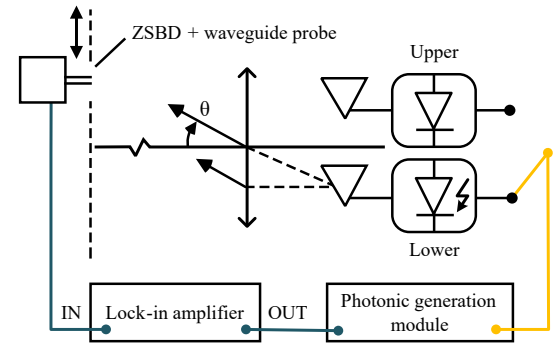 ZSBD + waveguide probe
Upper
θ
Lower
IN
Lock-in amplifier
OUT
Photonic generation
module